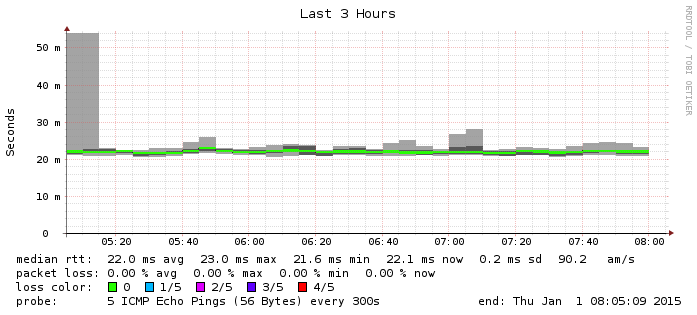 Last 3 Hours
RRDTOOL / TOBI OETIKER
Seconds
50 m
40 m
30 m
20 m
10 m
0
05:20 05:40 06:00 06:20 06:40 07:00 07:20 07:40 08:00
median rtt: 22.0 ms avg 23.0 ms max 21.6 ms min 22.1 ms now 0.2 ms sd 90.2 am/s
packet loss: 0.00 % avg 0.00 % max 0.00 % min 0.00 % now
loss color: 0 1/5 2/5 3/5 4/5
probe: 5 ICMP Echo Pings (56 Bytes) every 300s end: Thu Jan 1 08:05:09 2015